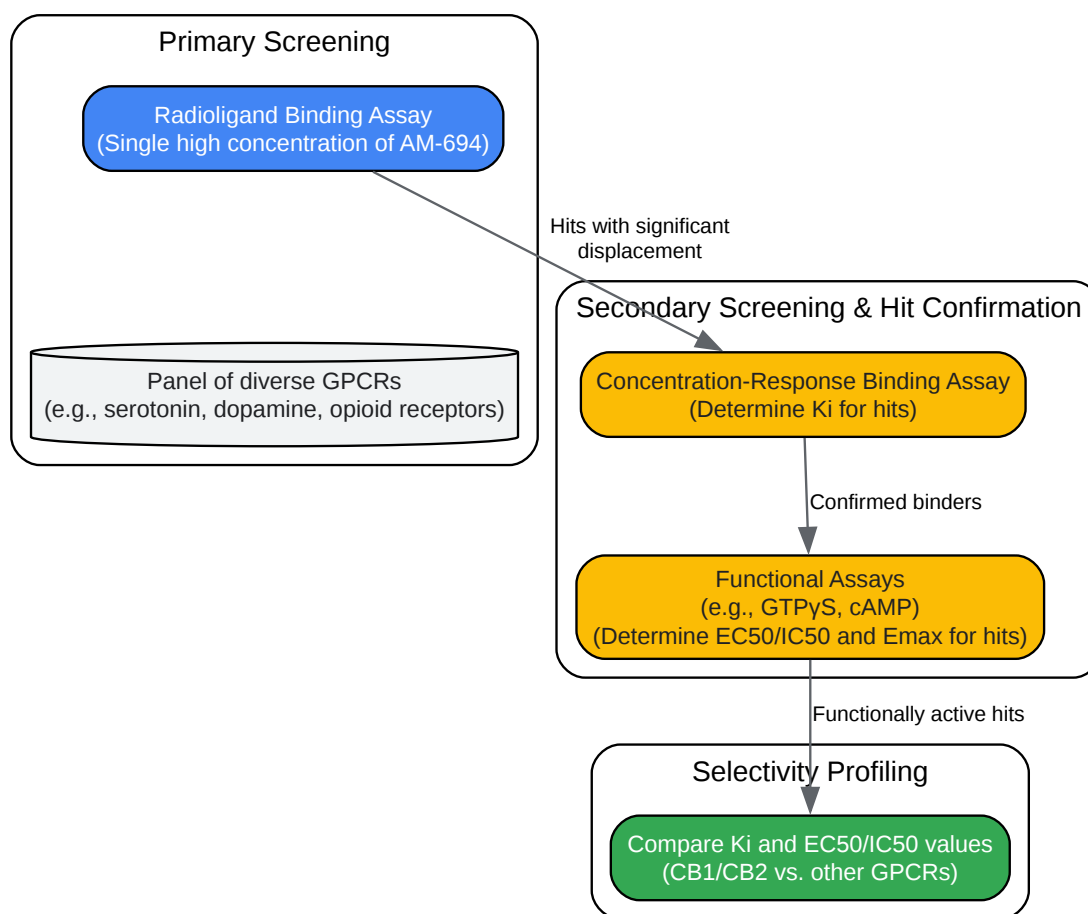 Primary Screening
Radioligand Binding Assay
(Single high concentration of AM-694)
Hits with significant
displacement
Panel of diverse GPCRs
(e.g., serotonin, dopamine, opioid receptors)
Secondary Screening & Hit Confirmation
Concentration-Response Binding Assay
(Determine Ki for hits)
Confirmed binders
Functional Assays
(e.g., GTPγS, cAMP)
(Determine EC50/IC50 and Emax for hits)
Functionally active hits
Selectivity Profiling
Compare Ki and EC50/IC50 values
(CB1/CB2 vs. other GPCRs)